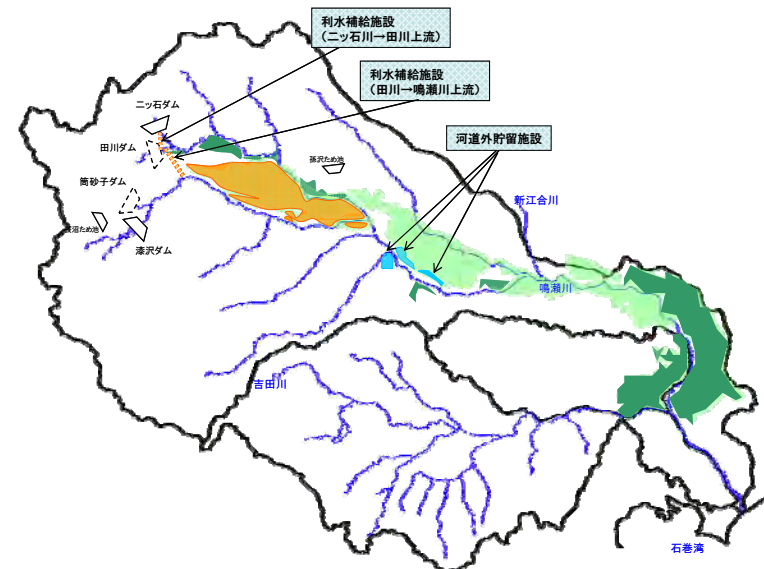 利水補給施設
（二ッ石川→田川上流）
利水補給施設
（田川→鳴瀬川上流）
河道外貯留施設
二ッ石ダム
田川ダム
孫沢ため池
筒砂子ダム
新江合川
漆沢ダム
鳴瀬川
吉田川
石巻湾